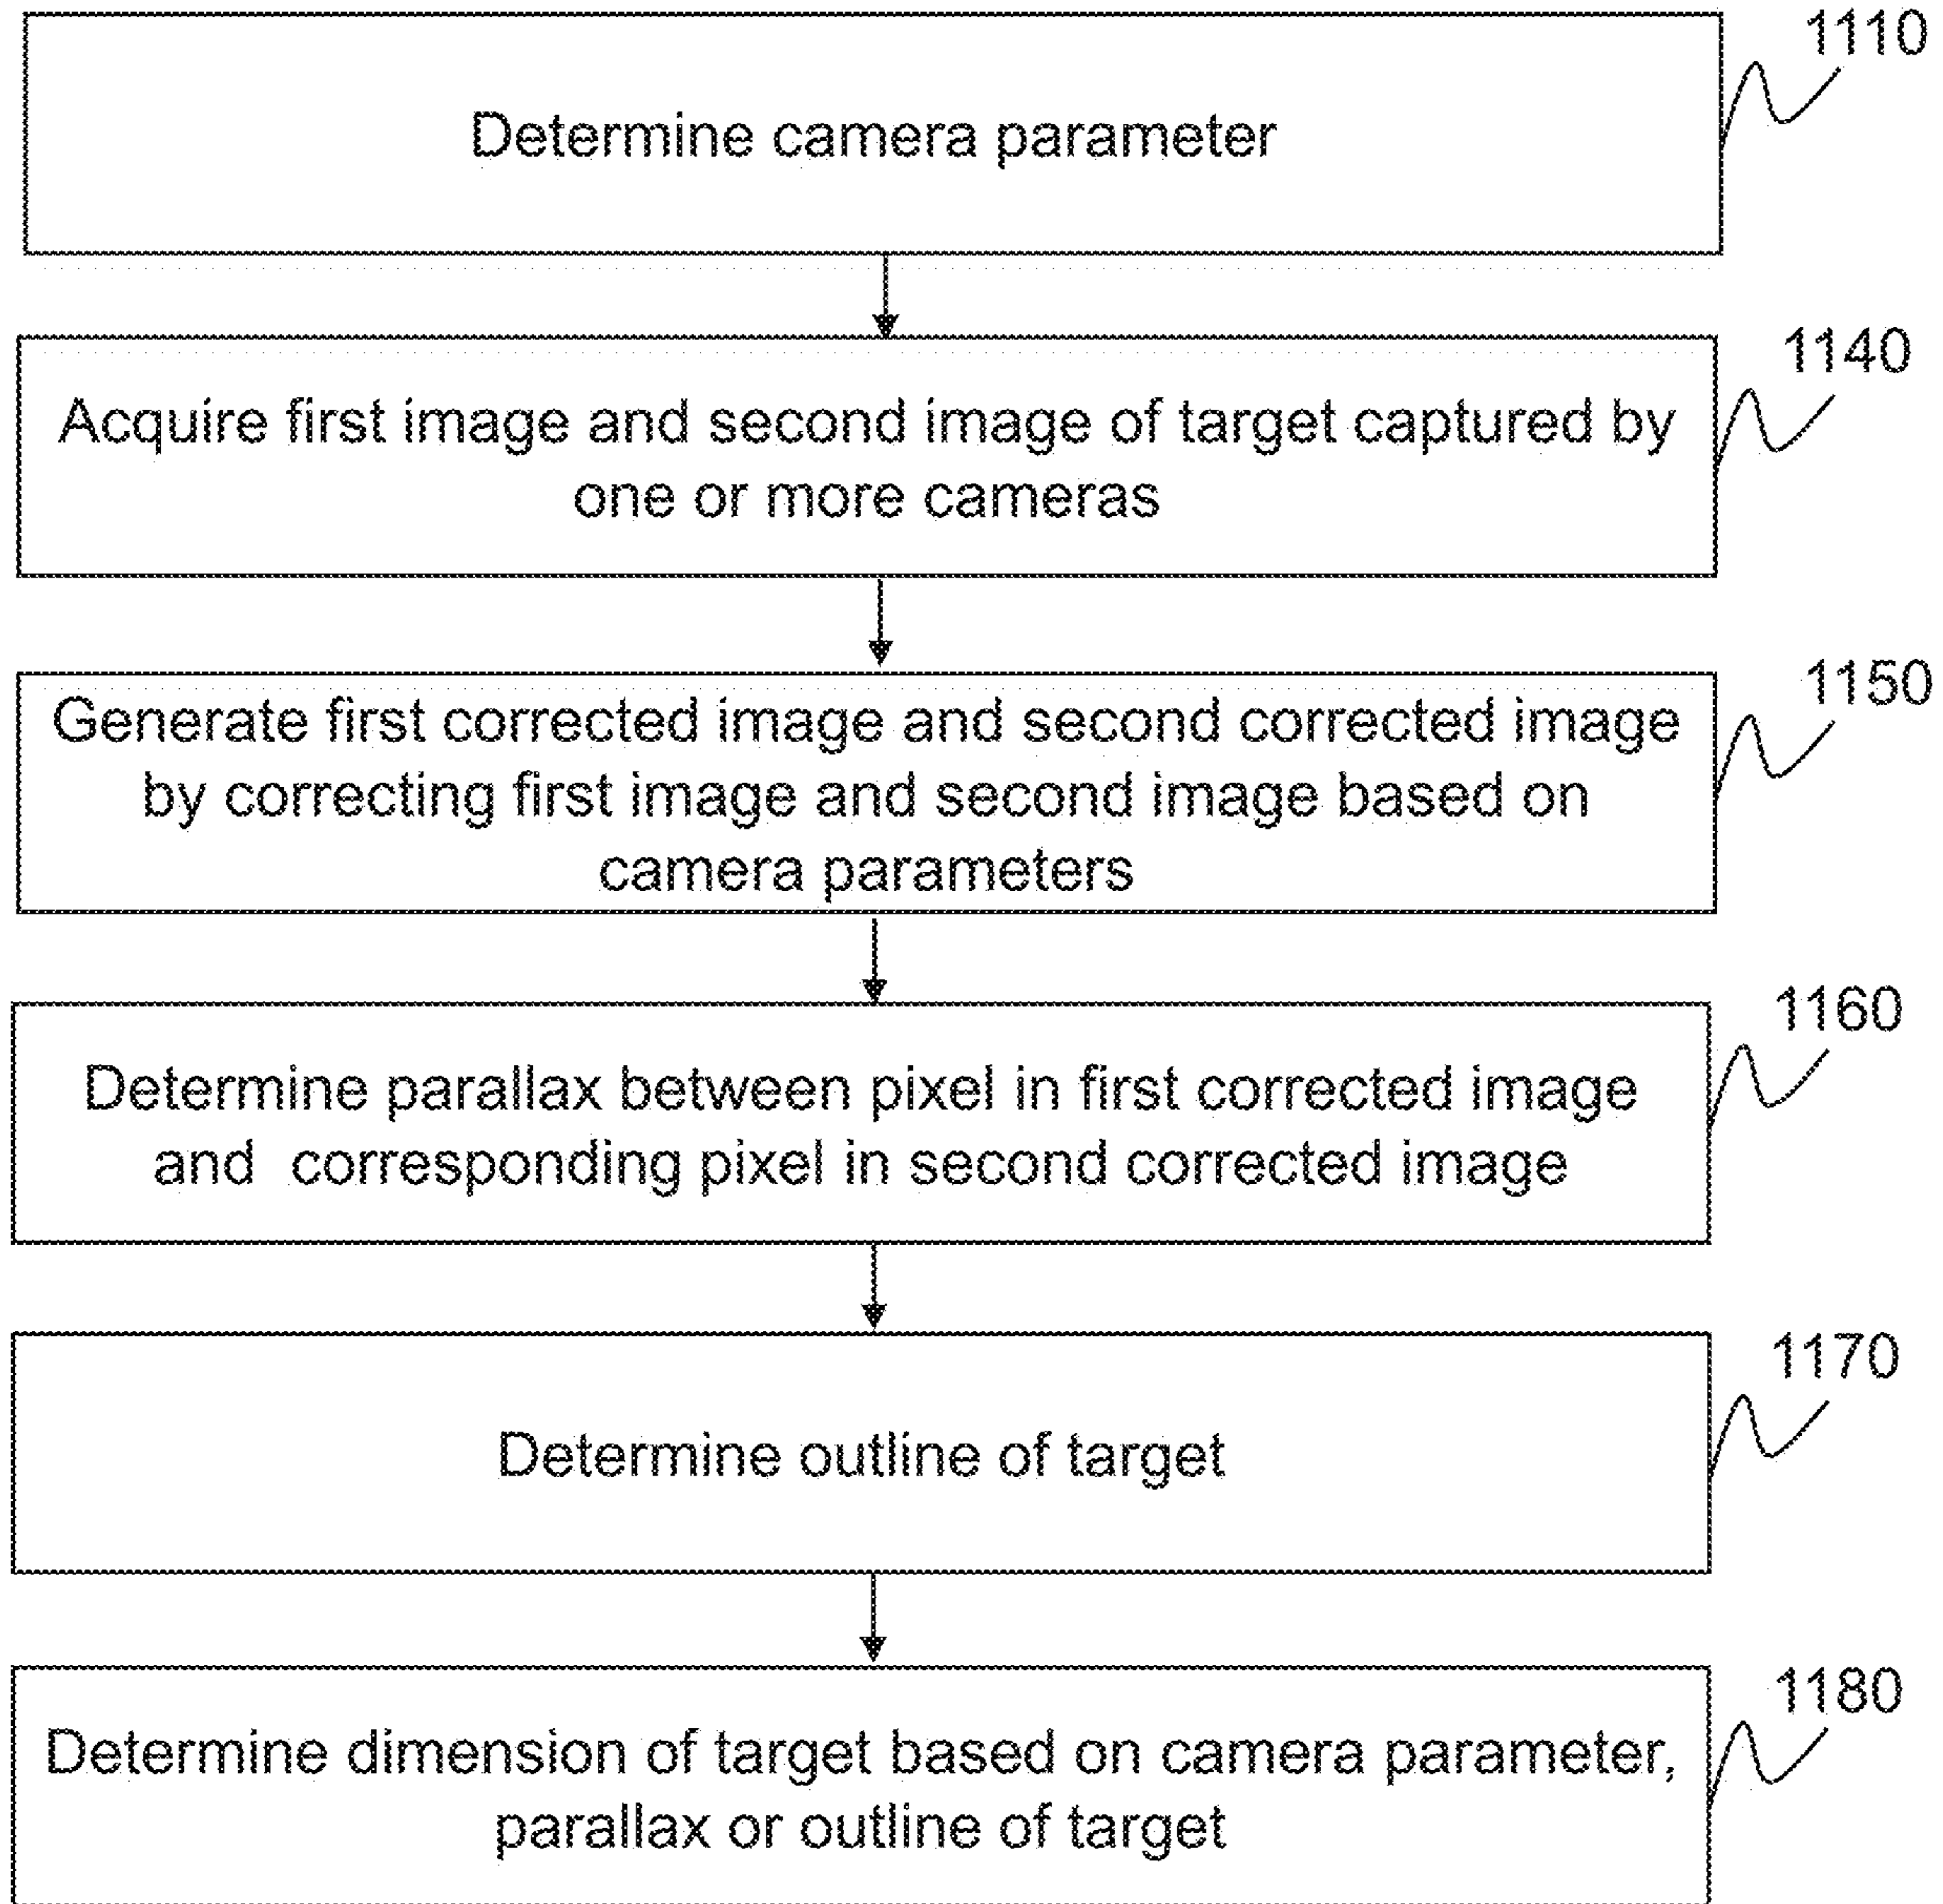 1110
Determine camera parameter
1140
Acquire first image and second image of target captured by
one or more cameras
1150
Generate first corrected image and second corrected image
by correcting first image and second image based on
camera parameters
1160
Determine parallax between pixel in first corrected image
and corresponding pixel in second corrected image
1170
Determine outline of target
1180
Determine dimension of target based on camera parameter,
parallax or outline of target